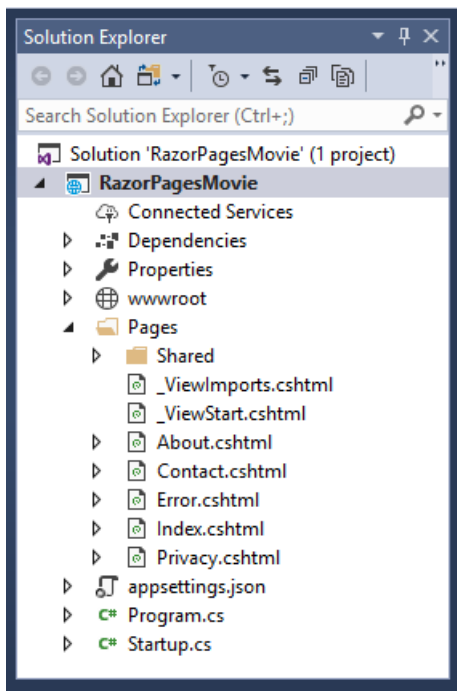 Solution Explorer
Search Solution Explorer (Ctrl+;)
Solution 'RazorPagesMovie' (1 project)
RazorPagesMovie
Connected Services
Dependencies
Properties
wwwroot
Pages
Shared
_ViewImports.cshtml
_ViewStart.cshtml
About.cshtml
Contact.cshtml
Error.cshtml
Index.cshtml
Privacy.cshtml
appsettings.json
C# Program.cs
C# Startup.cs